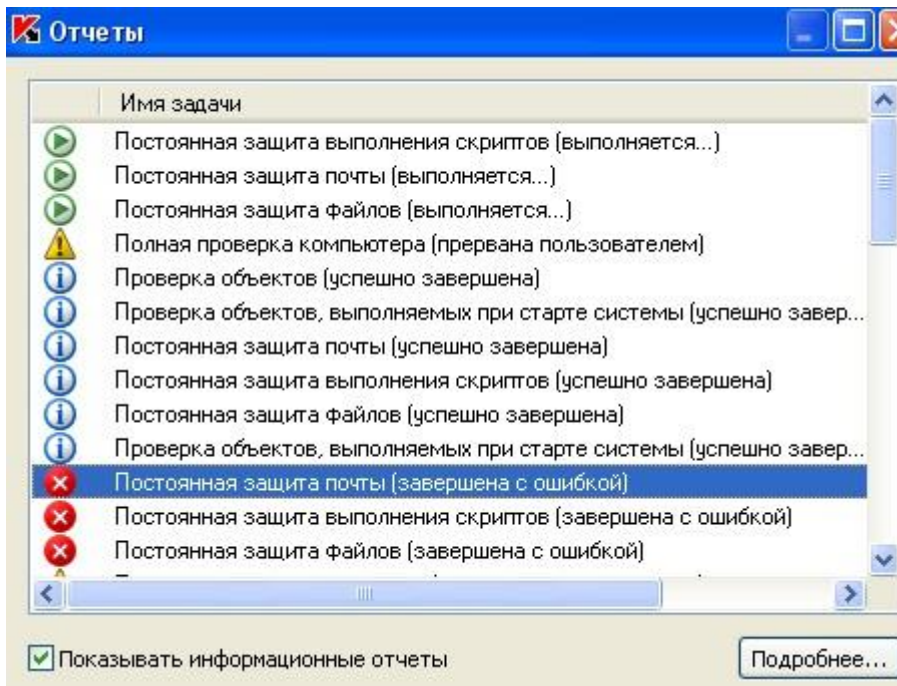 Отчеты
Имя задачи
Постоянная защита выполнения скриптов (выполняется...)
Постоянная защита почты (выполняется...)
Постоянная защита файлов (выполняется...)
Полная проверка компьютера (прервана пользователем)
Проверка объектов (успешно завершена)
Проверка объектов, выполняемых при старте системы (успешно завер...
Постоянная защита почты (успешно завершена)
Постоянная защита выполнения скриптов (успешно завершена)
Постоянная защита файлов (успешно завершена)
Проверка объектов, выполняемых при старте системы (успешно завер...
Постоянная защита почты (завершена с ошибкой)
Постоянная защита выполнения скриптов (завершена с ошибкой)
Постоянная защита файлов (завершена с ошибкой)
Показывать информационные отчеты
Подробнее...